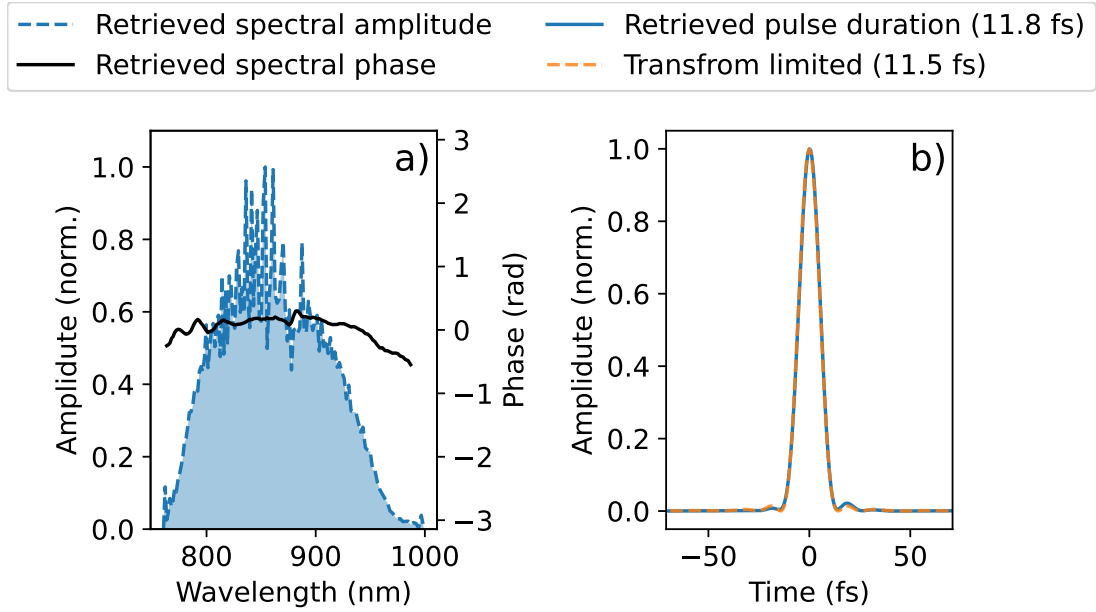 Retrieved spectral amplitude
Retrieved spectral phase
Retrieved pulse duration (11.8 fs)
Transfrom limited (11.5 fs)
a)
Amplidute (norm.)
1.0
0.8
0.6
0.4
0.2
0.0
800
900
1000
Wavelength (nm)
3
2
1
0
−1
−2
−3
Phase (rad)
b)
Amplidute (norm.)
1.0
0.8
0.6
0.4
0.2
0.0
−50
0
50
Time (fs)